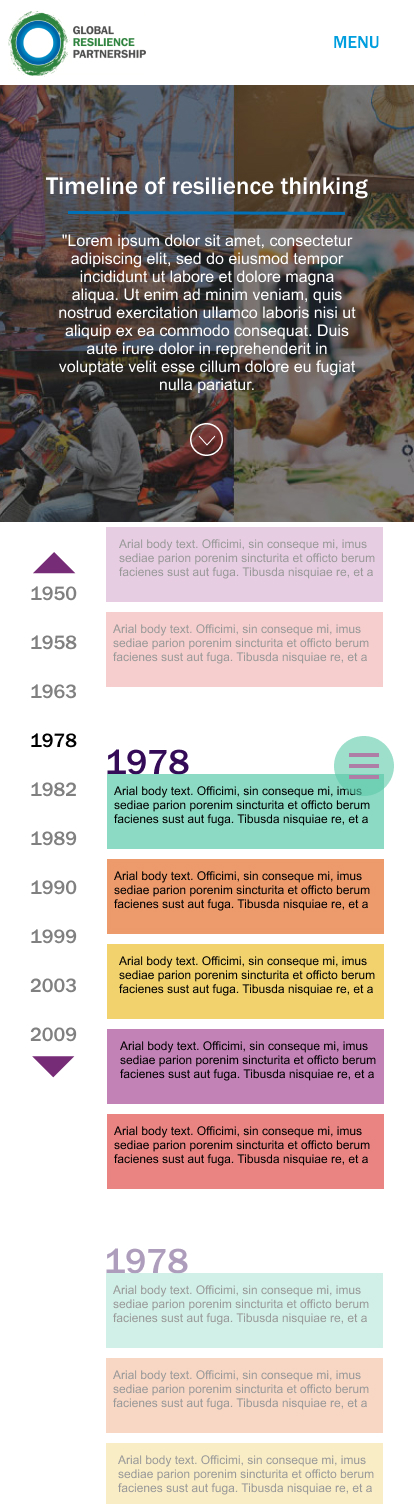 GLOBAL
RESILIENCE
PARTNERSHIP
MENU
Timeline of resilience thinking
"Lorem ipsum dolor sit amet, consectetur
adipiscing elit, sed do eiusmod tempor
incididunt ut labore et dolore magna
aliqua. Ut enim ad minim veniam, quis
nostrud exercitation ullamco laboris nisi ut
aliquip ex ea commodo consequat. Duis
aute irure dolor in reprehenderit in
voluptate velit esse cillum dolore eu fugiat
nulla pariatur.
1950
1958
1963
1978
1982
1989
1990
1999
2003
2009
Arial body text. Officimi, sin conseque mi, imus
sediae parion porenim sincturita et officto berum
facienes sust aut fuga. Tibusda nisquiae re, et a
Arial body text. Officimi, sin conseque mi, imus
sediae parion porenim sincturita et officto berum
facienes sust aut fuga. Tibusda nisquiae re, et a
1978
Arial body text. Officimi, sin conseque mi, imus
sediae parion porenim sincturita et officto berum
facienes sust aut fuga. Tibusda nisquiae re, et a
Arial body text. Officimi, sin conseque mi, imus
sediae parion porenim sincturita et officto berum
facienes sust aut fuga. Tibusda nisquiae re, et a
Arial body text. Officimi, sin conseque mi, imus
sediae parion porenim sincturita et officto berum
facienes sust aut fuga. Tibusda nisquiae re, et a
Arial body text. Officimi, sin conseque mi, imus
sediae parion porenim sincturita et officto berum
facienes sust aut fuga. Tibusda nisquiae re, et a
Arial body text. Officimi, sin conseque mi, imus
sediae parion porenim sincturita et officto berum
facienes sust aut fuga. Tibusda nisquiae re, et a
1978
Arial body text. Officimi, sin conseque mi, imus
sediae parion porenim sincturita et officto berum
facienes sust aut fuga. Tibusda nisquiae re, et a
Arial body text. Officimi, sin conseque mi, imus
sediae parion porenim sincturita et officto berum
facienes sust aut fuga. Tibusda nisquiae re, et a
Arial body text. Officimi, sin conseque mi, imus
sediae parion porenim sincturita et officto berum
facienes sust aut fuga. Tibusda nisquiae re, et a